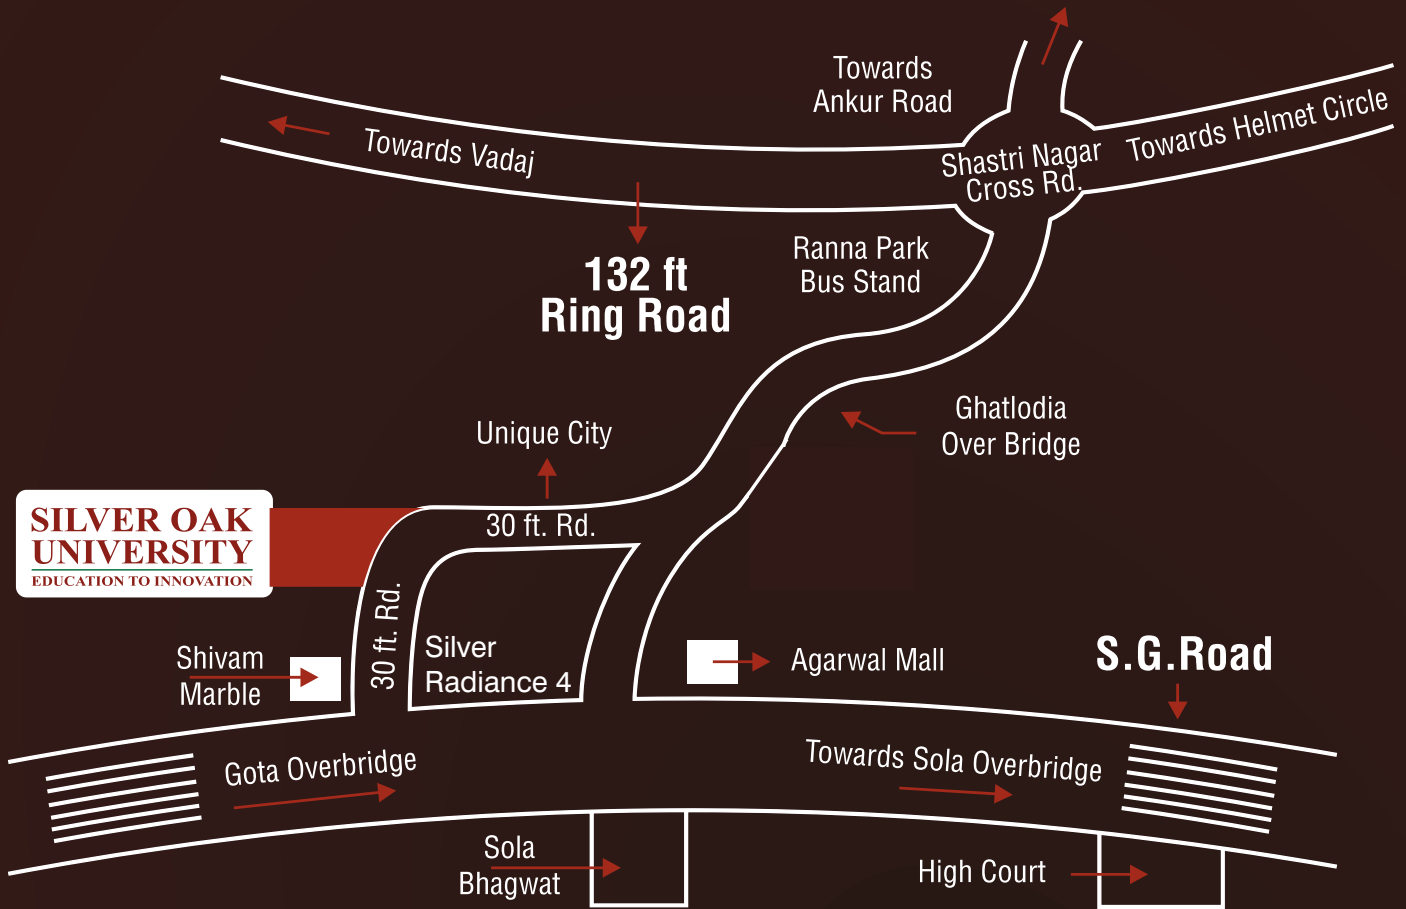 Towards
Ankur Road
Towards Helmet Circle
Towards Vadaj
Shastri Nagar
Cross Rd.
132 ft
Ring Road
Ranna Park
Bus Stand
Ghatlodia
Over Bridge
Unique City
30 ft. Rd.
SILVER OAK
UNIVERSITY
EDUCATION TO INNOVATION
30 ft. Rd.
Silver
Radiance 4
Shivam
Marble
Agarwal Mall
S.G.Road
Gota Overbridge
Towards Sola Overbridge
Sola
Bhagwat
High Court